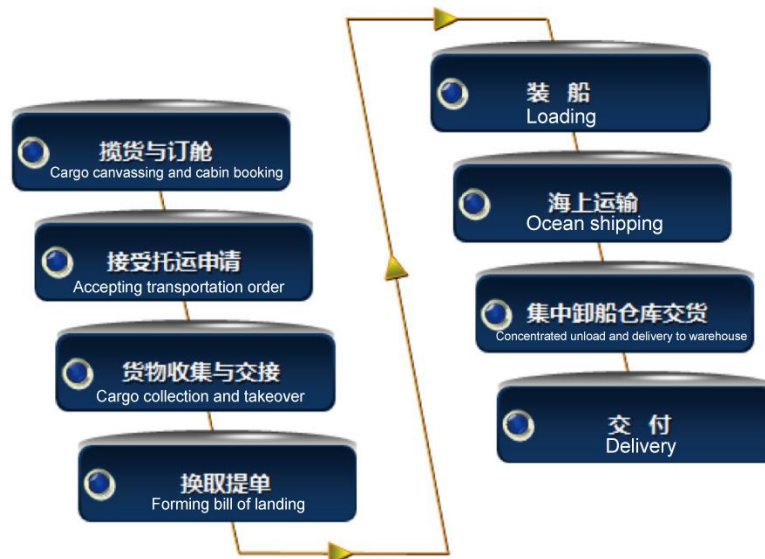 揽货与订舱
Cargo canvassing and cabin booking
接受托运申请
Accepting transportation order
货物收集与交接
Cargo collection and takeover
换取提单
Forming bill of landing
装 船
Loading
海上运输
Ocean shipping
集中卸船仓库交货
Concentrated unload and delivery to warehouse
交 付
Delivery